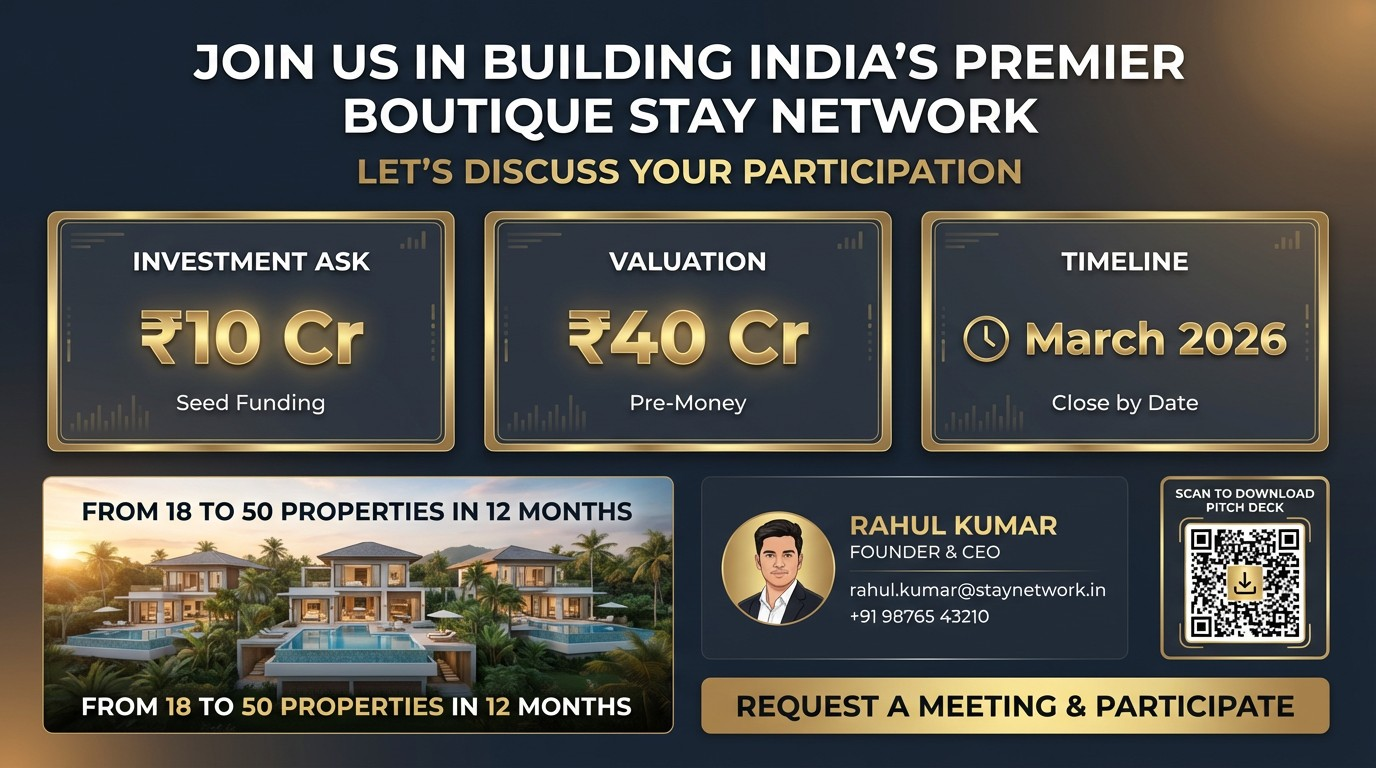 JOIN US IN BUILDING INDIA’S PREMIER
BOUTIQUE STAY NETWORK
LET’S DISCUSS YOUR PARTICIPATION
INVESTMENT ASK
₹10 Cr
Seed Funding
VALUATION
₹40 Cr
Pre-Money
TIMELINE
March 2026
Close by Date
FROM 18 TO 50 PROPERTIES IN 12 MONTHS
FROM 18 TO 50 PROPERTIES IN 12 MONTHS
RAHUL KUMAR
FOUNDER & CEO
rahul.kumar@staynetwork.in
+91 98765 43210
SCAN TO DOWNLOAD
PITCH DECK
REQUEST A MEETING & PARTICIPATE